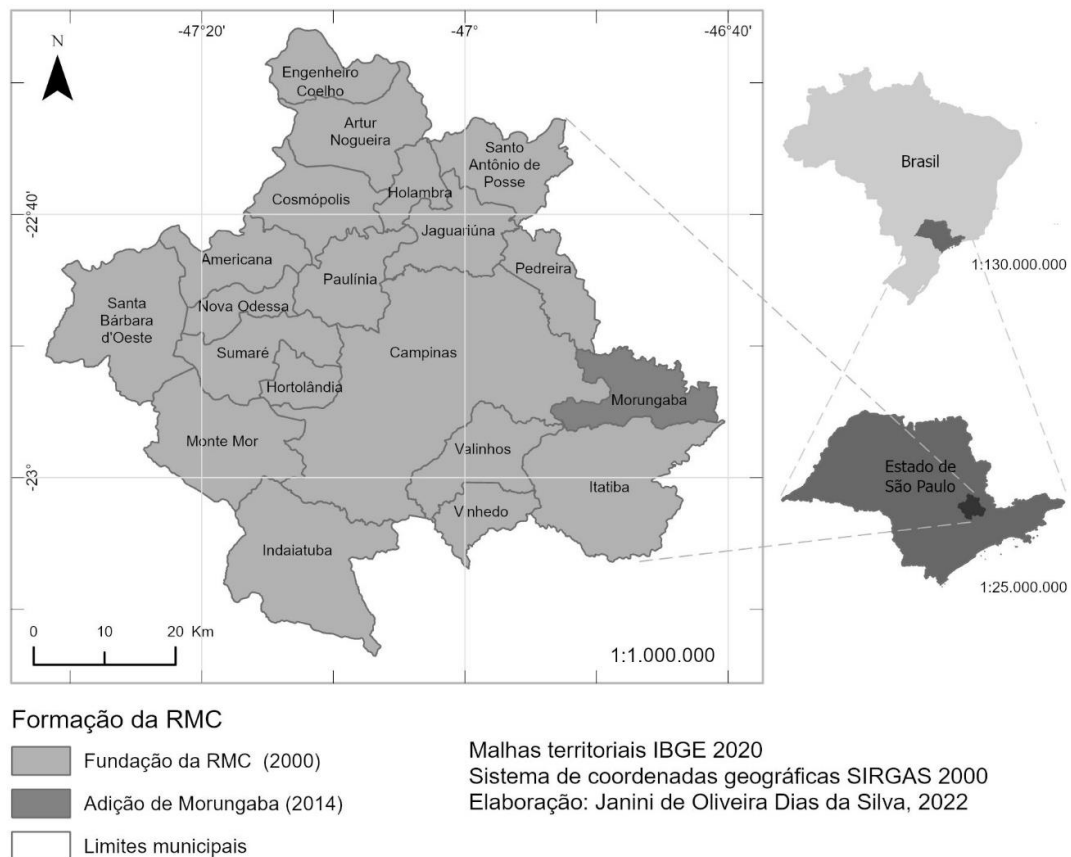 -47°20'
-47°
-46°40'
N
Engenheiro
Coelho
Artur
Nogueira
Santo
Antônio de
Posse
Brasil
Holambra
Cosmópolis
-22°40'
Jaguariúna
Americana
Pedreira
1:130.000.000
Paulínia
Nova Odessa
Santa
Bárbara
d'Oeste
Sumaré
Campinas
Hortolândia
Morungaba
Monte Mor
Valinhos
Estado de
São Paulo
-23°
Itatiba
Vinhedo
Indaiatuba
1:25.000.000
0 10 20 Km
1:1.000.000
Formação da RMC
Fundação da RMC (2000)
Adição de Morungaba (2014)
Limites municipais
Malhas territoriais IBGE 2020
Sistema de coordenadas geográficas SIRGAS 2000
Elaboração: Janini de Oliveira Dias da Silva, 2022